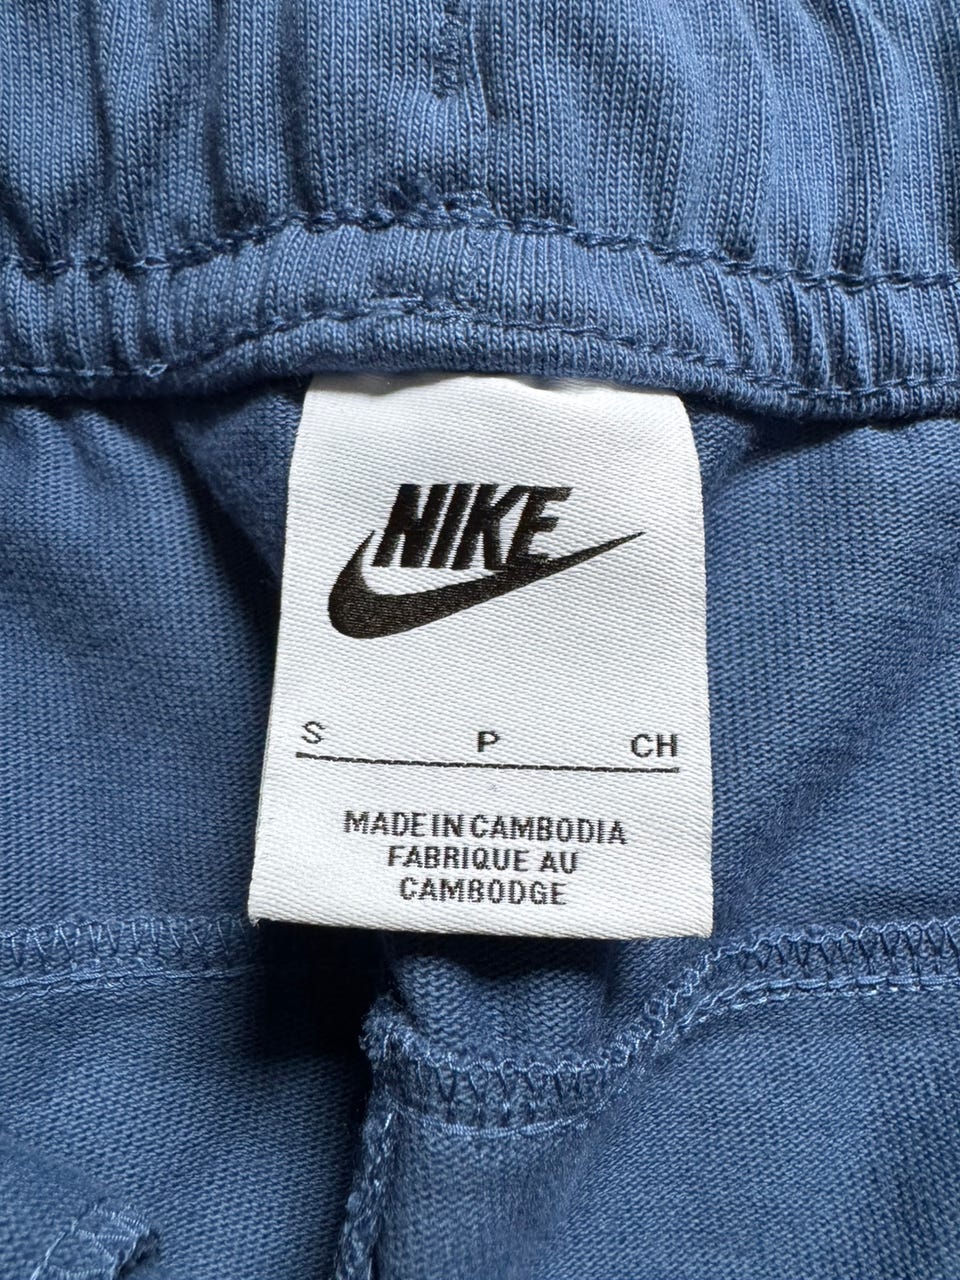 NIKE
S P CH
MADE IN CAMBODIA
FABRIQUE AU
CAMBODGE